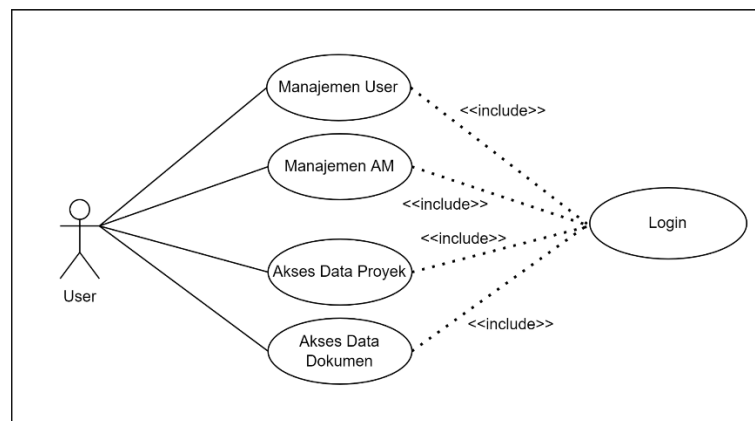 Manajemen User
<<include>>
Manajemen AM
<<include>>
<<include>>
Login
Akses Data Proyek
User
<<include>>
Akses Data
Dokumen